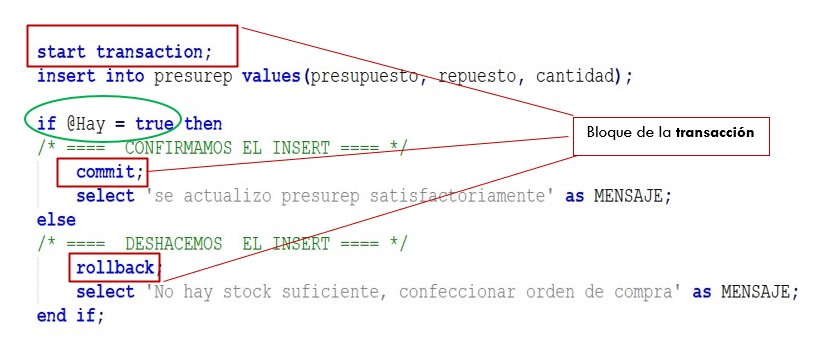 start transaction;
insert into presurep values(presupuesto, repuesto, cantidad);
if @Hay = true then
/* ==== CONFIRMAMOS EL INSERT ==== */
commit;
select 'se actualizo presurep satisfactoriamente' as MENSAJE;
else
/* ==== DESHACEMOS EL INSERT ==== */
rollback;
select 'No hay stock suficiente, confeccionar orden de compra' as MENSAJE;
end if;
Bloque de la transacción